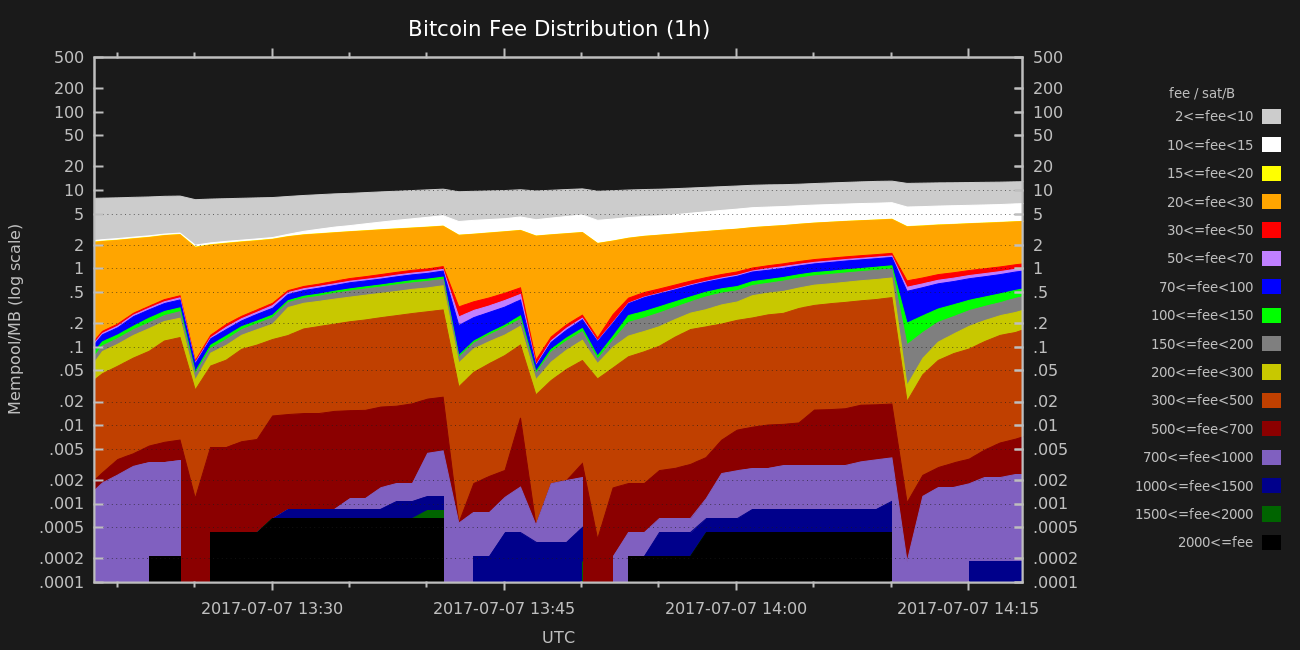 Bitcoin Fee Distribution (1h)
Mempool/MB (log scale)
500
200
100
50
20
10
5
2
1
.5
.2
.1
.05
.02
.01
.005
.002
.001
.0005
.0002
.0001
500
200
100
50
20
10
5
2
1
.5
.2
.1
.05
.02
.01
.005
.002
.001
.0005
.0002
.0001
2017-07-07 13:30
2017-07-07 13:45
2017-07-07 14:00
2017-07-07 14:15
UTC
fee / sat/B
2<=fee<10
10<=fee<15
15<=fee<20
20<=fee<30
30<=fee<50
50<=fee<70
70<=fee<100
100<=fee<150
150<=fee<200
200<=fee<300
300<=fee<500
500<=fee<700
700<=fee<1000
1000<=fee<1500
1500<=fee<2000
2000<=fee